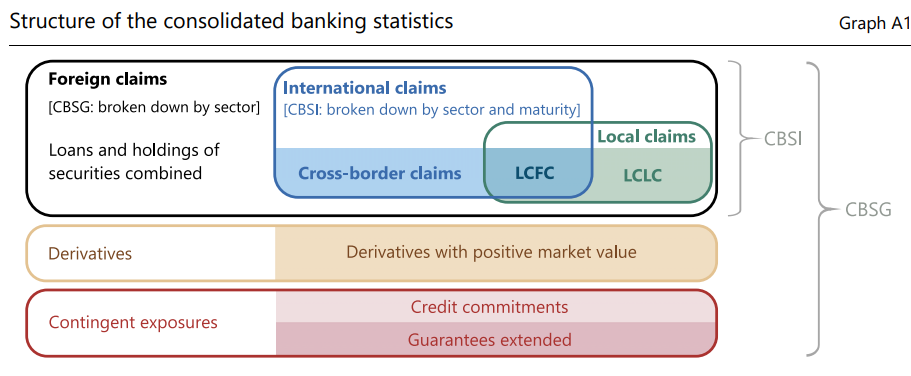 Structure of the consolidated banking statistics
Graph A1
Foreign claims
[CBSG: broken down by sector]
Loans and holdings of
securities combined
International claims
[CBSI: broken down by sector and maturity]
Local claims
Cross-border claims
LCFC
LCLC
CBSI
CBSG
Derivatives
Derivatives with positive market value
Contingent exposures
Credit commitments
Guarantees extended